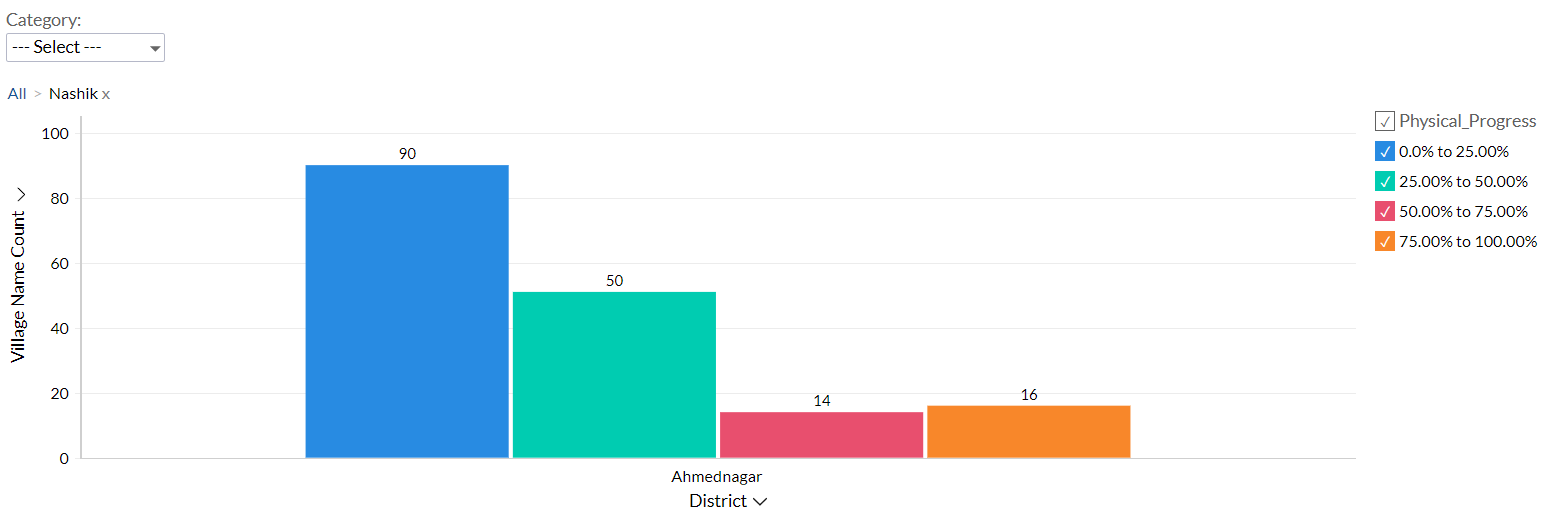 Category:
--- Select ---
All > Nashik x
Village Name Count
100
80
60
40
20
0
90
50
14
16
Ahmednagar
District
Physical_Progress
0.0% to 25.00%
25.00% to 50.00%
50.00% to 75.00%
75.00% to 100.00%